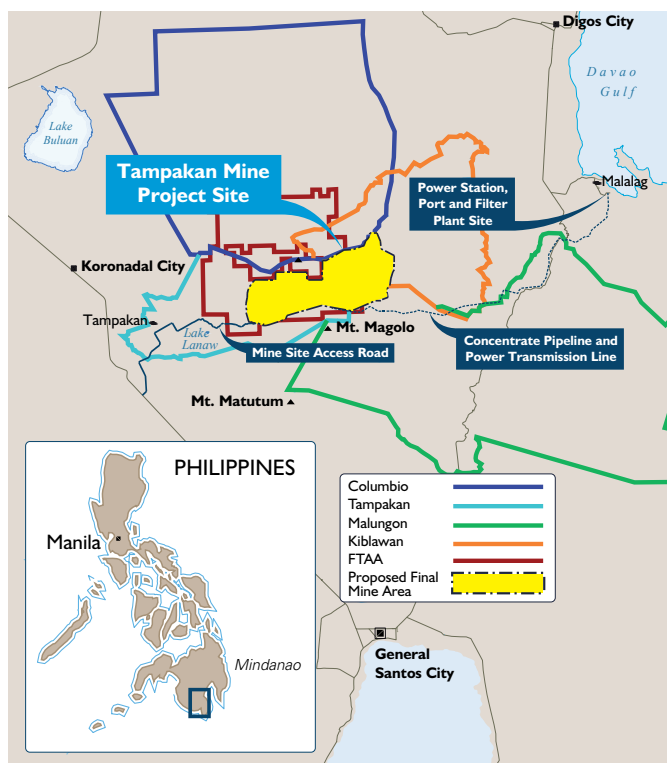 Digos City
Davao
Gulf
Lake
Buluan
Tampakan Mine
Project Site
Power Station,
Port and Filter
Plant Site
Malalag
Koronadal City
Tampakan
Lake
Lanaw
Mt. Magolo
Mine Site Access Road
Concentrate Pipeline and
Power Transmission Line
Mt. Matutum
PHILIPPINES
Manila
Mindanao
Columbio
Tampakan
Malungon
Kiblawan
FTAA
Proposed Final
Mine Area
General
Santos City